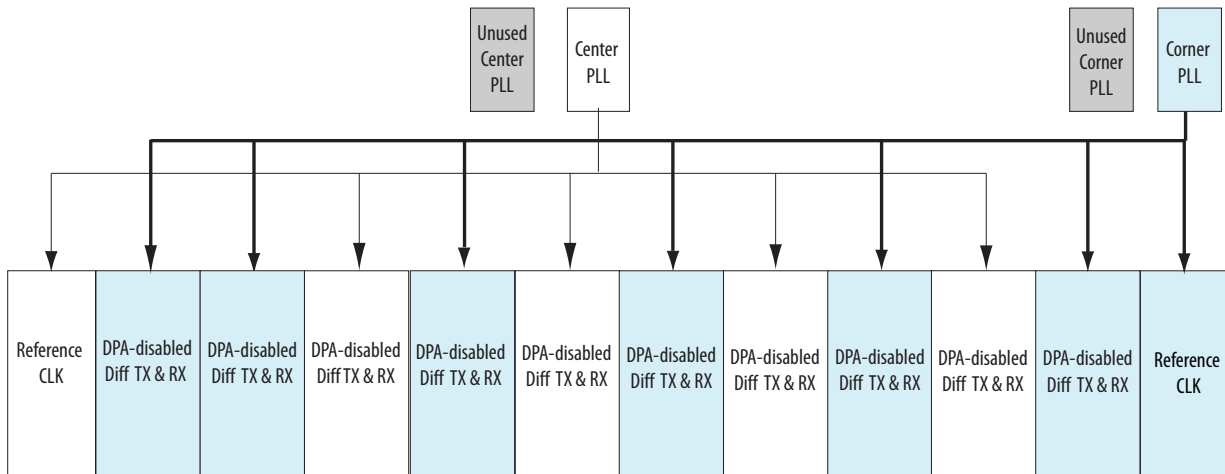 Unused
Center
PLL
Center
PLL
Unused
Corner
PLL
Corner
PLL
Reference
CLK
DPA-disabled
Diff TX & RX
DPA-disabled
Diff TX & RX
DPA-disabled
Diff TX & RX
DPA-disabled
Diff TX & RX
DPA-disabled
Diff TX & RX
DPA-disabled
Diff TX & RX
DPA-disabled
Diff TX & RX
DPA-disabled
Diff TX & RX
DPA-disabled
Diff TX & RX
DPA-disabled
Diff TX & RX
Reference
CLK